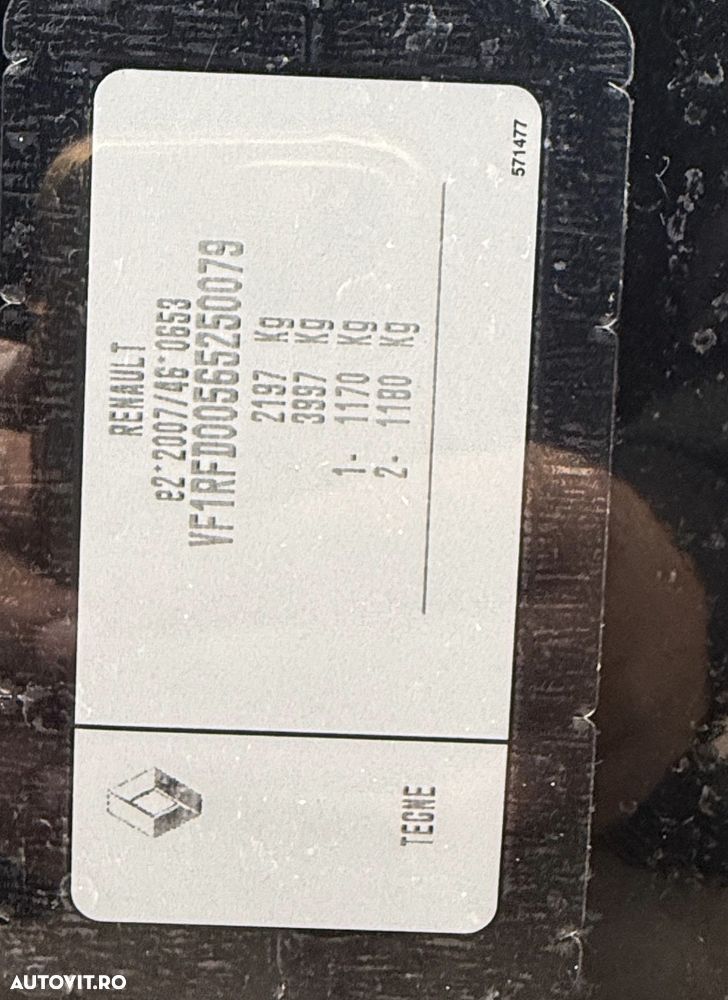 RENAULT
e2*2007/46*0653
VF1RFD00565250079
2197 Kg
3997 Kg
1- 1170 Kg
2- 1180 Kg
571477
TECNE
AUTOVIT.RO